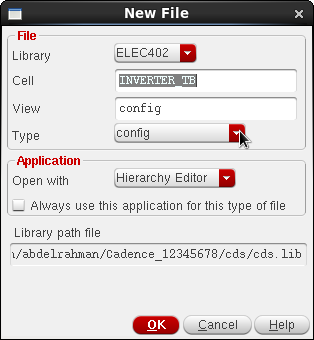 New File
File
Library ELEC402
Cell INVERTER_TB
View config
Type config
Application
Open with Hierarchy Editor
Always use this application for this type of file
Library path file
/abdelrahman/Cadence_12345678/cds/cds.lib
OK Cancel Help